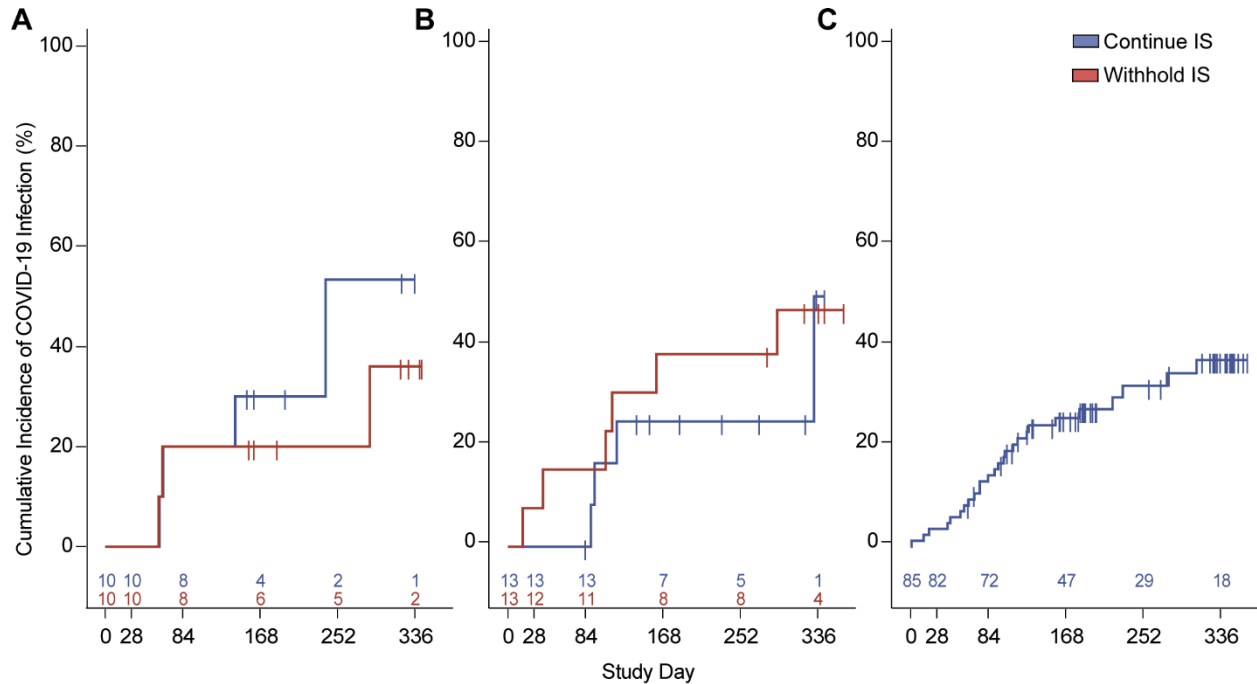 A
B
C
Continue IS
Withhold IS
Cumulative Incidence of COVID-19 Infection (%)
100
80
60
40
20
0
10 10 8 4 2 1
10 10 8 6 5 2
0 28 84 168 252 336
100
80
60
40
20
0
13 13 13 7 5 1
13 12 11 8 8 4
0 28 84 168 252 336
100
80
60
40
20
0
85 82 72 47 29 18
0 28 84 168 252 336
Study Day